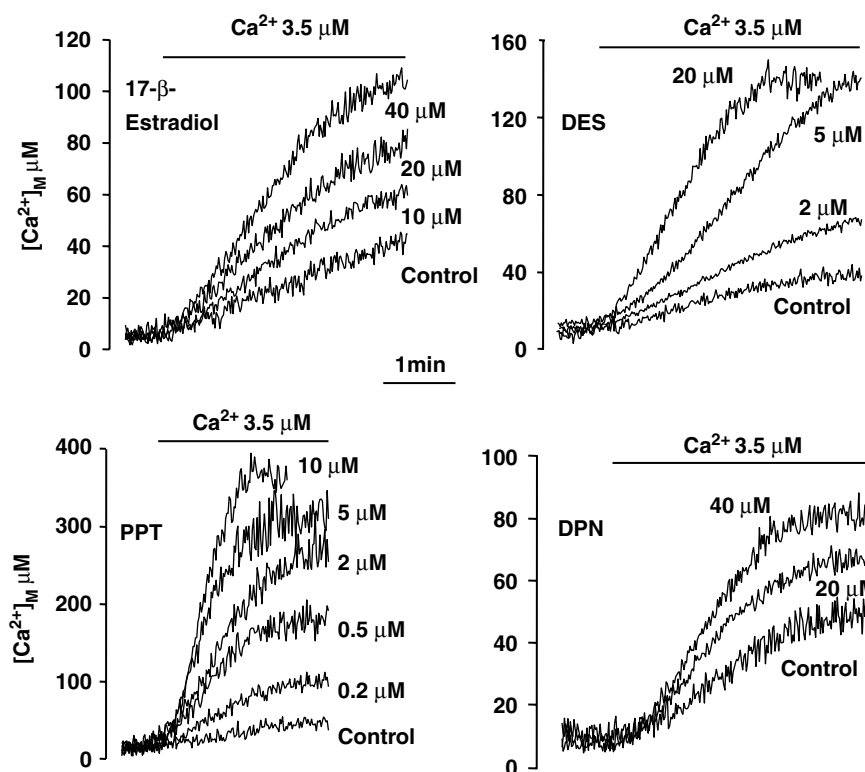 Ca²⁺ 3.5 μM
120
100
80
60
40
20
0
[Ca²⁺]M μM
17-β-
Estradiol
40 μM
20 μM
10 μM
Control
Ca²⁺ 3.5 μM
160
120
80
40
0
DES
20 μM
5 μM
2 μM
Control
1min
Ca²⁺ 3.5 μM
400
300
200
100
0
[Ca²⁺]M μM
PPT
10 μM
5 μM
2 μM
0.5 μM
0.2 μM
Control
Ca²⁺ 3.5 μM
100
80
60
40
20
0
DPN
40 μM
20 μM
Control